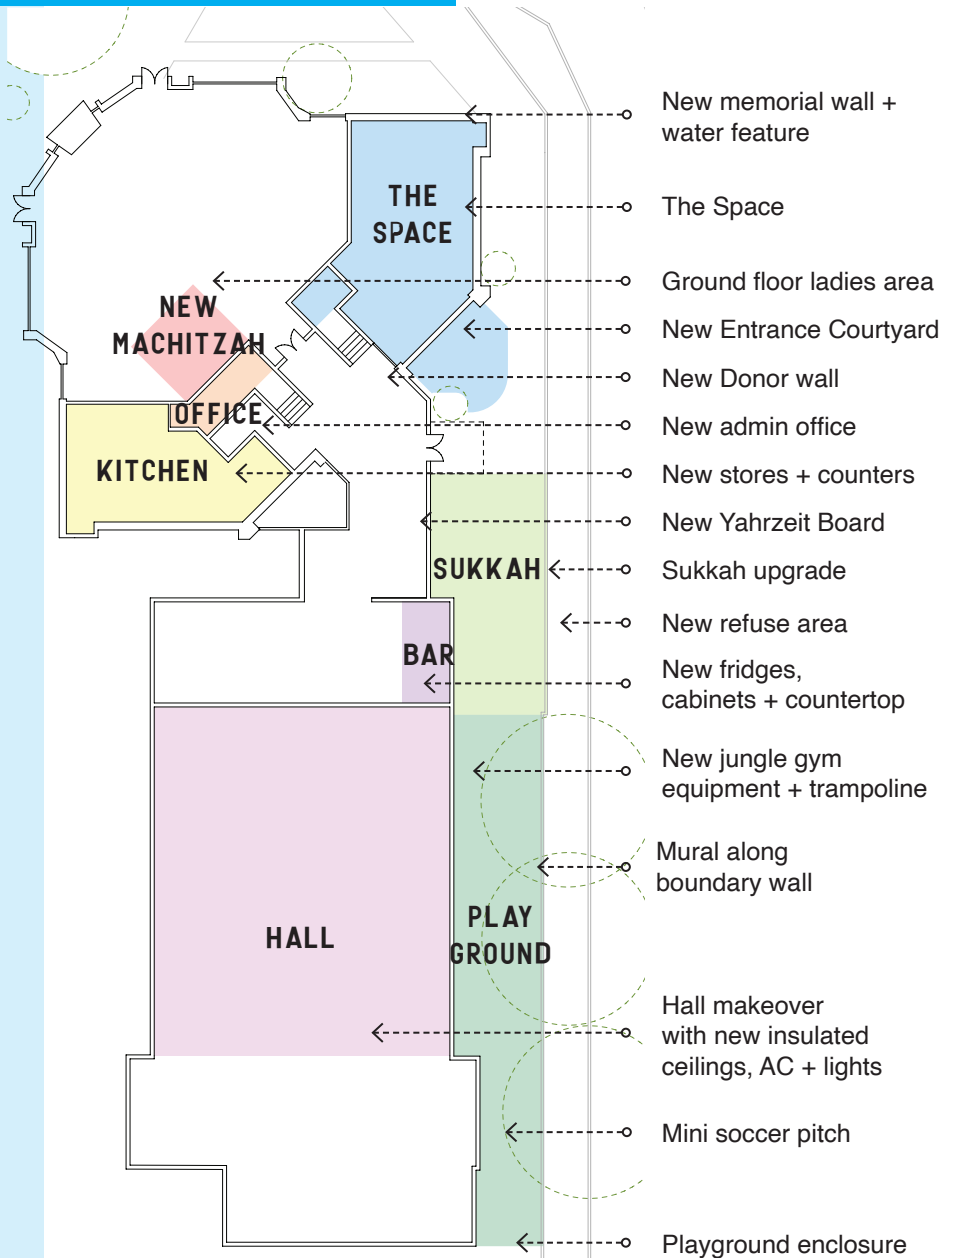 New memorial wall +
water feature
THE
SPACE
The Space
Ground floor ladies area
NEW
MACHITZAH
New Entrance Courtyard
New Donor wall
OFFICE
New admin office
KITCHEN
New stores + counters
New Yahrzeit Board
SUKKAH
Sukkah upgrade
New refuse area
BAR
New fridges,
cabinets + countertop
New jungle gym
equipment + trampoline
Mural along
boundary wall
PLAY
GROUND
HALL
Hall makeover
with new insulated
ceilings, AC + lights
Mini soccer pitch
Playground enclosure